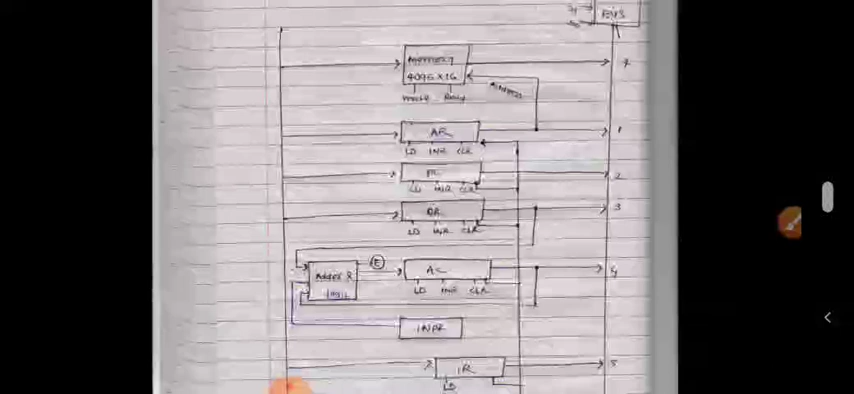 BUS
Memory 7
4096 x 16
Write Read Address
AR 1
LD INR CLR
PC 2
LD INR CLR
DR 3
LD INR CLR
E AC 4
Adder &
Logic
LD INR CLR
INPR
IR 5
LD